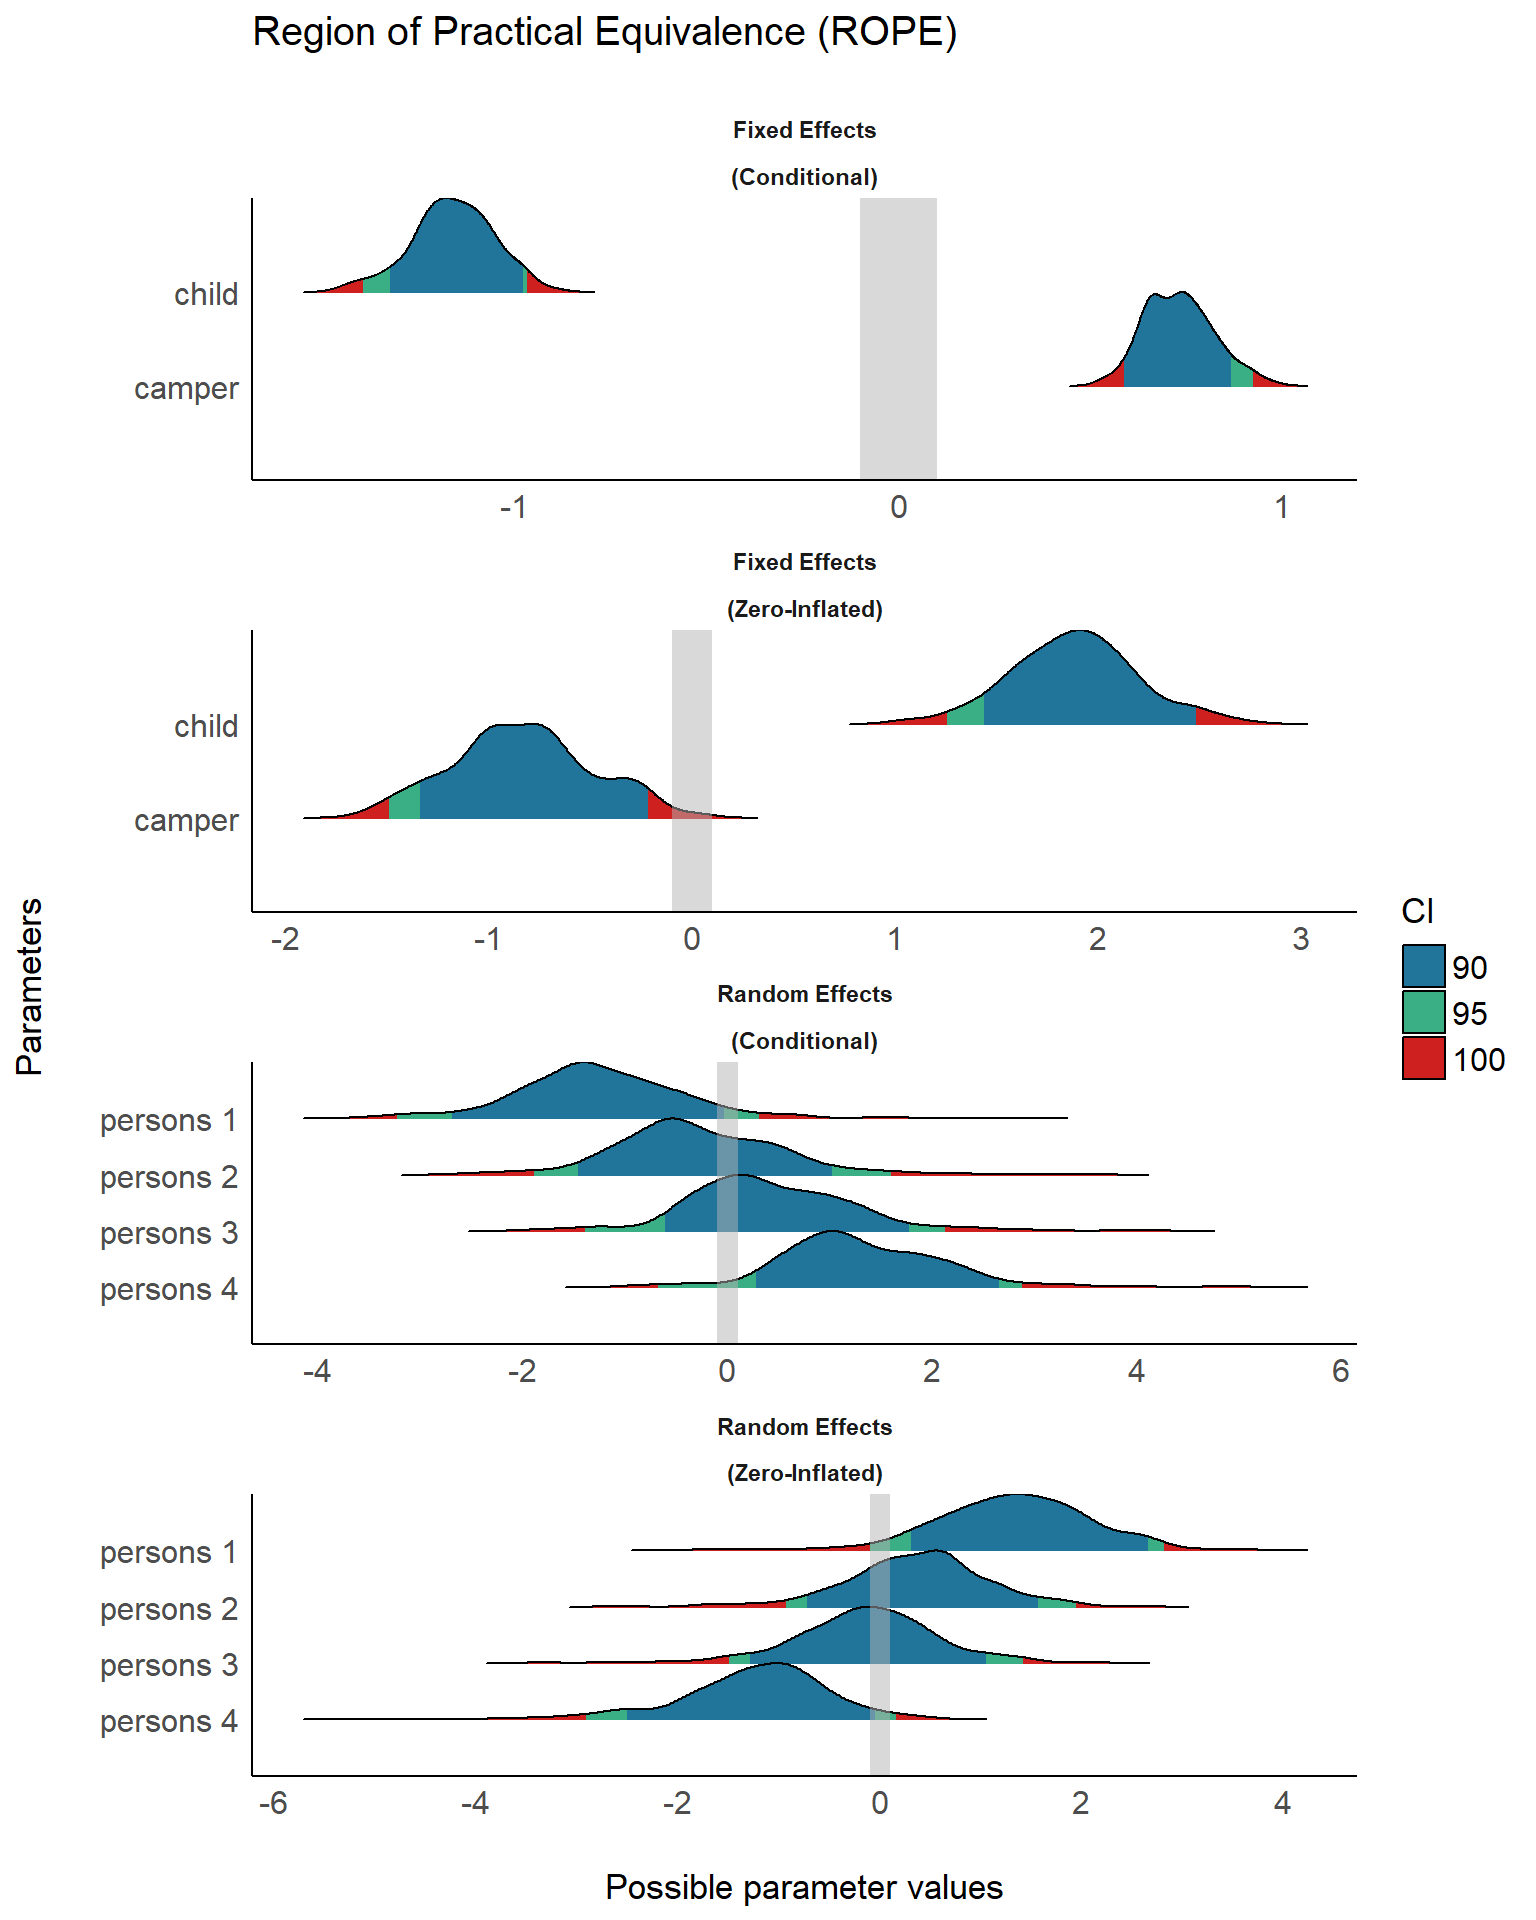 Region of Practical Equivalence (ROPE)
Fixed Effects
(Conditional)
child
camper
-1 0 1
Fixed Effects
(Zero-Inflated)
child
camper
-2 -1 0 1 2 3
Random Effects
(Conditional)
persons 1
persons 2
persons 3
persons 4
-4 -2 0 2 4 6
Random Effects
(Zero-Inflated)
persons 1
persons 2
persons 3
persons 4
-6 -4 -2 0 2 4
Possible parameter values
Parameters
CI
90
95
100